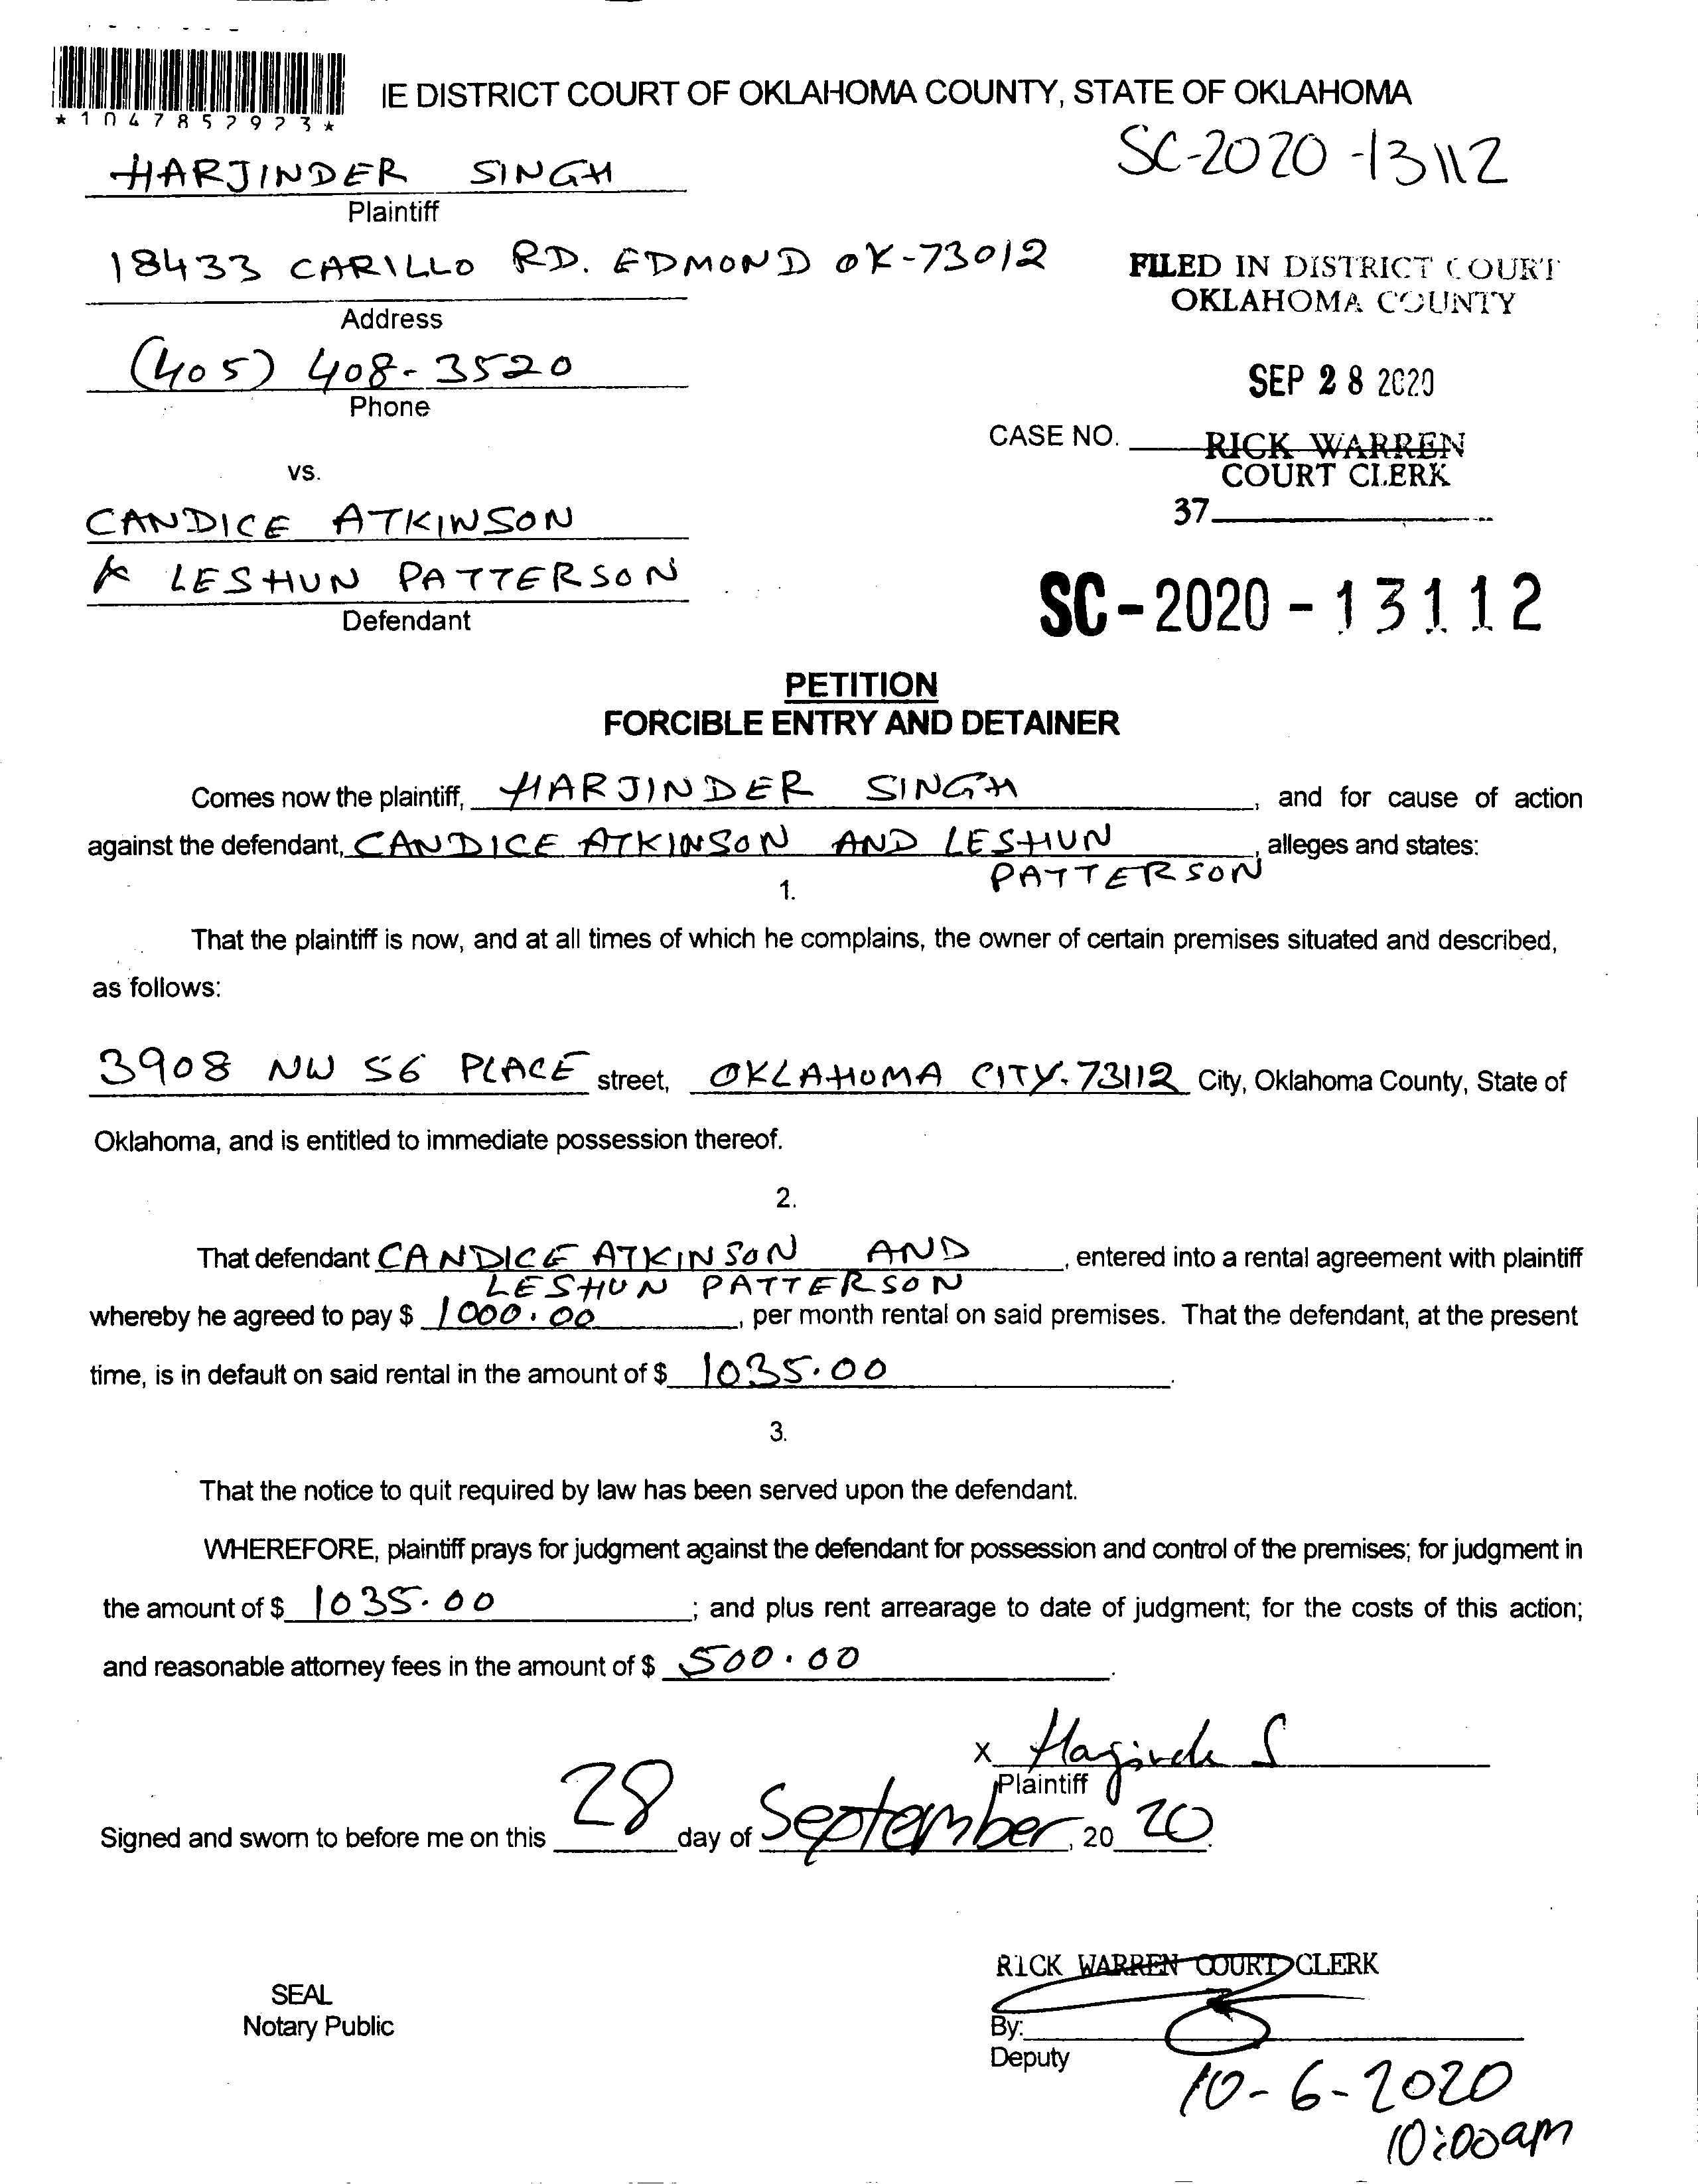 IE DISTRICT COURT OF OKLAHOMA COUNTY, STATE OF OKLAHOMA
*1047852923*
SC-2020-13112
HARJINDER SINGH
Plaintiff
18433 CARILLO RD. EDMOND OK-73012
FILED IN DISTRICT COURT
OKLAHOMA COUNTY
Address
(405) 408-3520
SEP 28 2020
Phone
CASE NO. RICK WARREN
COURT CLERK
vs.
37
CANDICE ATKINSON
& LESHUN PATTERSON
Defendant
SC-2020-13112
PETITION
FORCIBLE ENTRY AND DETAINER
Comes now the plaintiff, HARJINDER SINGH, and for cause of action
against the defendant, CANDICE ATKINSON AND LESHUN, alleges and states:
PATTERSON
1.
That the plaintiff is now, and at all times of which he complains, the owner of certain premises situated and described,
as follows:
3908 NW 56 PLACE street, OKLAHOMA CITY-73112 City, Oklahoma County, State of
Oklahoma, and is entitled to immediate possession thereof.
2.
That defendant CANDICE ATKINSON AND, entered into a rental agreement with plaintiff
LESHUN PATTERSON
whereby he agreed to pay $ 1000.00, per month rental on said premises. That the defendant, at the present
time, is in default on said rental in the amount of $ 1035.00.
3.
That the notice to quit required by law has been served upon the defendant.
WHEREFORE, plaintiff prays for judgment against the defendant for possession and control of the premises; for judgment in
the amount of $ 1035.00; and plus rent arrearage to date of judgment; for the costs of this action;
and reasonable attorney fees in the amount of $ 500.00.
X Harjinder S
Plaintiff
Signed and sworn to before me on this 28 day of September, 20 20.
RICK WARREN COURT CLERK
SEAL
Notary Public
By:
Deputy
10-6-2020
10:00am